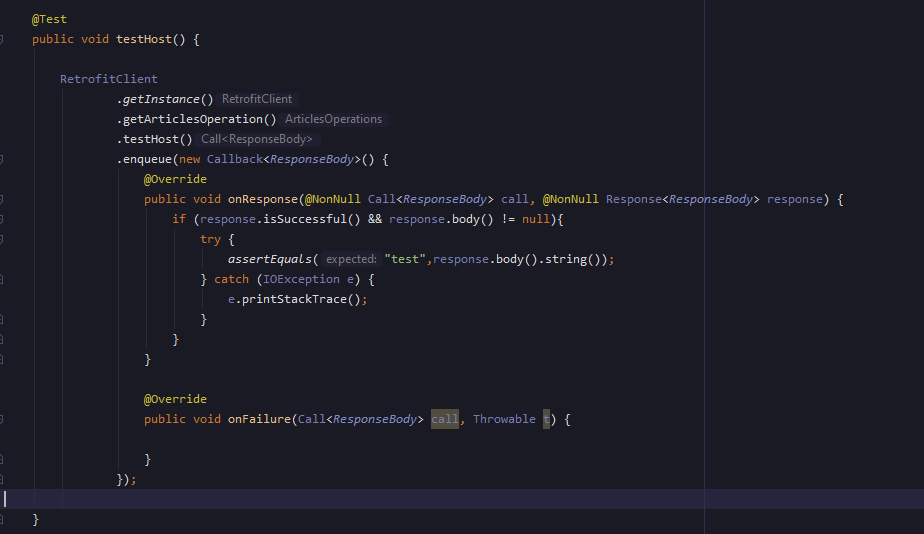 @Test
public void testHost() {
RetrofitClient
.getInstance() RetrofitClient
.getArticlesOperation() ArticlesOperations
.testHost() Call<ResponseBody>
.enqueue(new Callback<ResponseBody>() {
@Override
public void onResponse(@NonNull Call<ResponseBody> call, @NonNull Response<ResponseBody> response) {
if (response.isSuccessful() && response.body() != null){
try {
assertEquals( expected: "test",response.body().string());
} catch (IOException e) {
e.printStackTrace();
}
}
}
@Override
public void onFailure(Call<ResponseBody> call, Throwable t) {
}
});
}